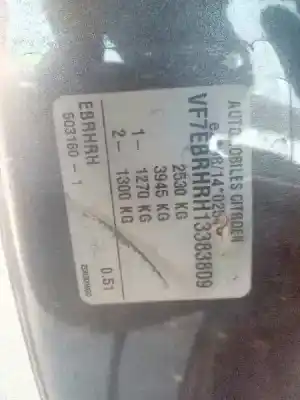 AUTOMOBILES CITROEN
VF7EBRHRH13383809
2530 KG
3945 KG
1- 1270 KG
2- 1300 KG
EBRHRH
503160-1
0.51